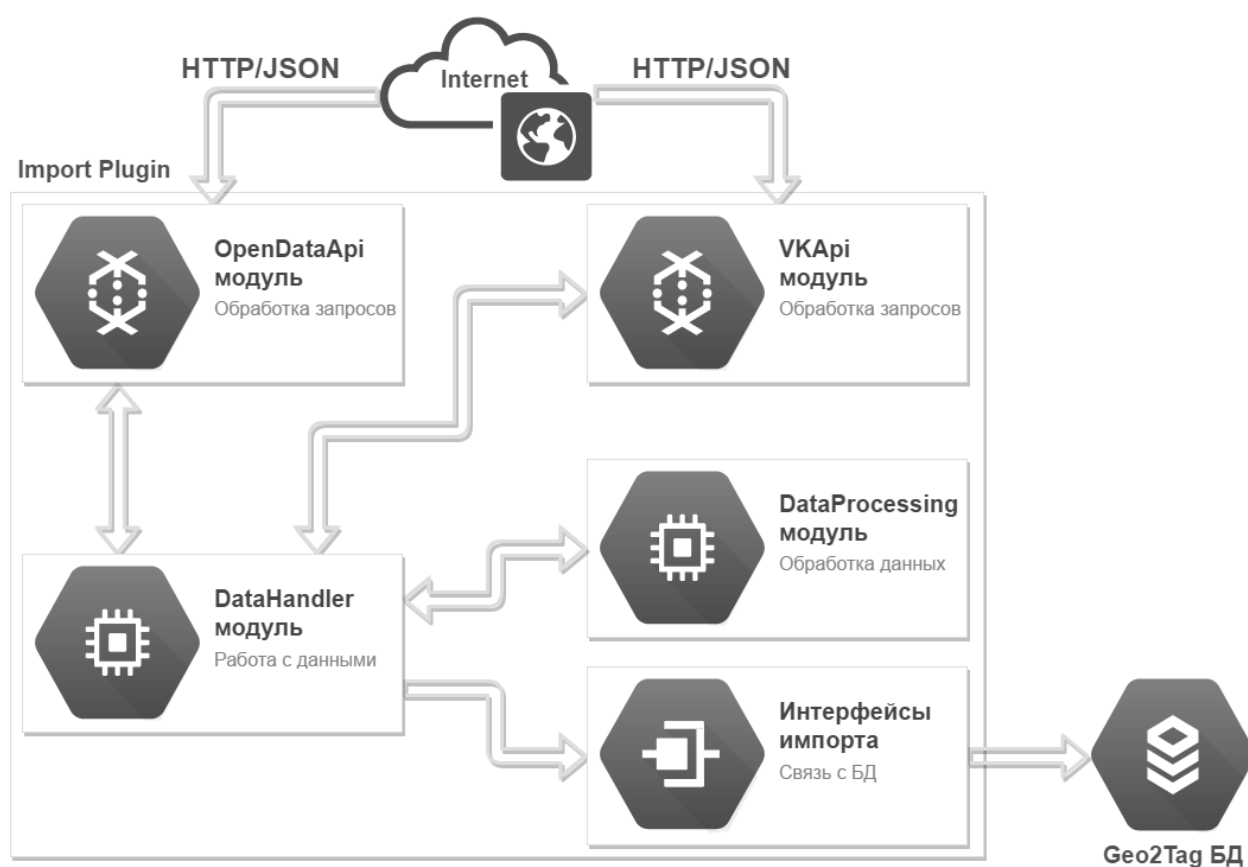 HTTP/JSON
Internet
HTTP/JSON
Import Plugin
OpenDataApi
модуль
Обработка запросов
VKApi
модуль
Обработка запросов
DataProcessing
модуль
Обработка данных
DataHandler
модуль
Работа с данными
Интерфейсы
импорта
Связь с БД
Geo2Tag БД